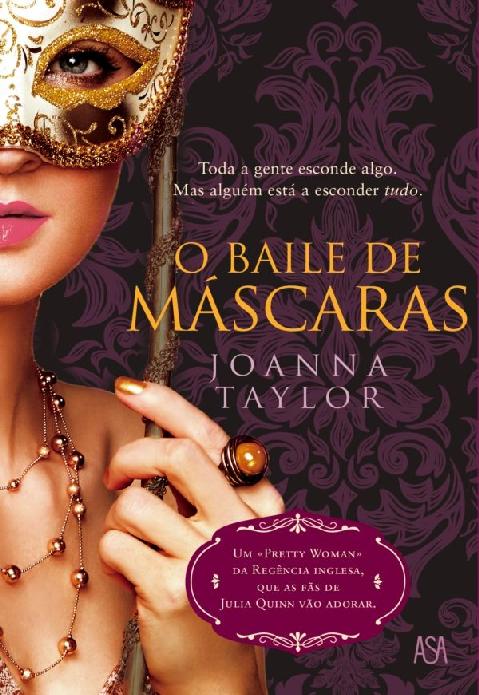 Toda a gente esconde algo.
Mas alguém está a esconder tudo.
O BAILE DE
MÁSCARAS
JOANNA
TAYLOR
UM «PRETTY WOMAN»
DA REGÊNCIA INGLESA,
QUE AS FÃS DE
JULIA QUINN VÃO ADORAR.
ASA